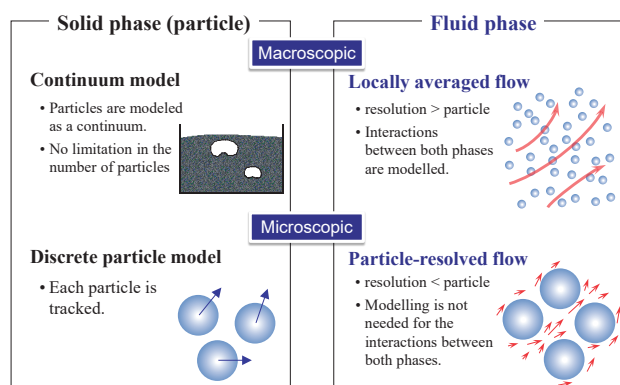 Solid phase (particle)
Fluid phase
Macroscopic
Continuum model
• Particles are modeled
as a continuum.
• No limitation in the
number of particles
Locally averaged flow
• resolution > particle
• Interactions
between both phases
are modelled.
Microscopic
Discrete particle model
• Each particle is
tracked.
Particle-resolved flow
• resolution < particle
• Modelling is not
needed for the
interactions between
both phases.